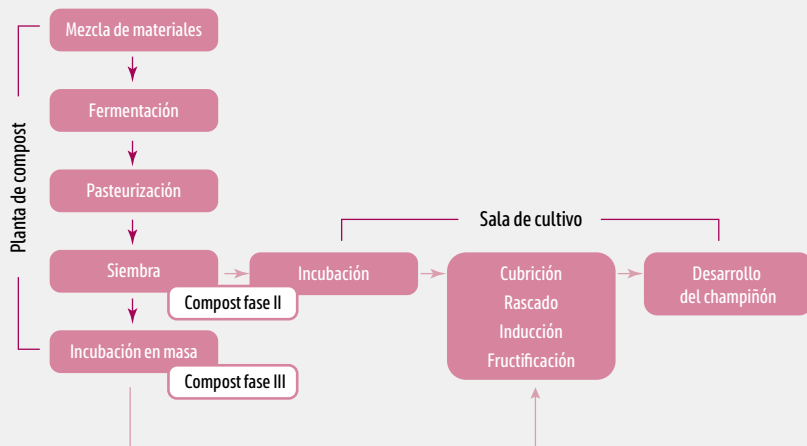 Mezcla de materiales
Fermentación
Planta de compost
Pasteurización
Sala de cultivo
Siembra
Compost fase II
Incubación
Cubrición
Rascado
Inducción
Fructificación
Desarrollo
del champiñón
Incubación en masa
Compost fase III